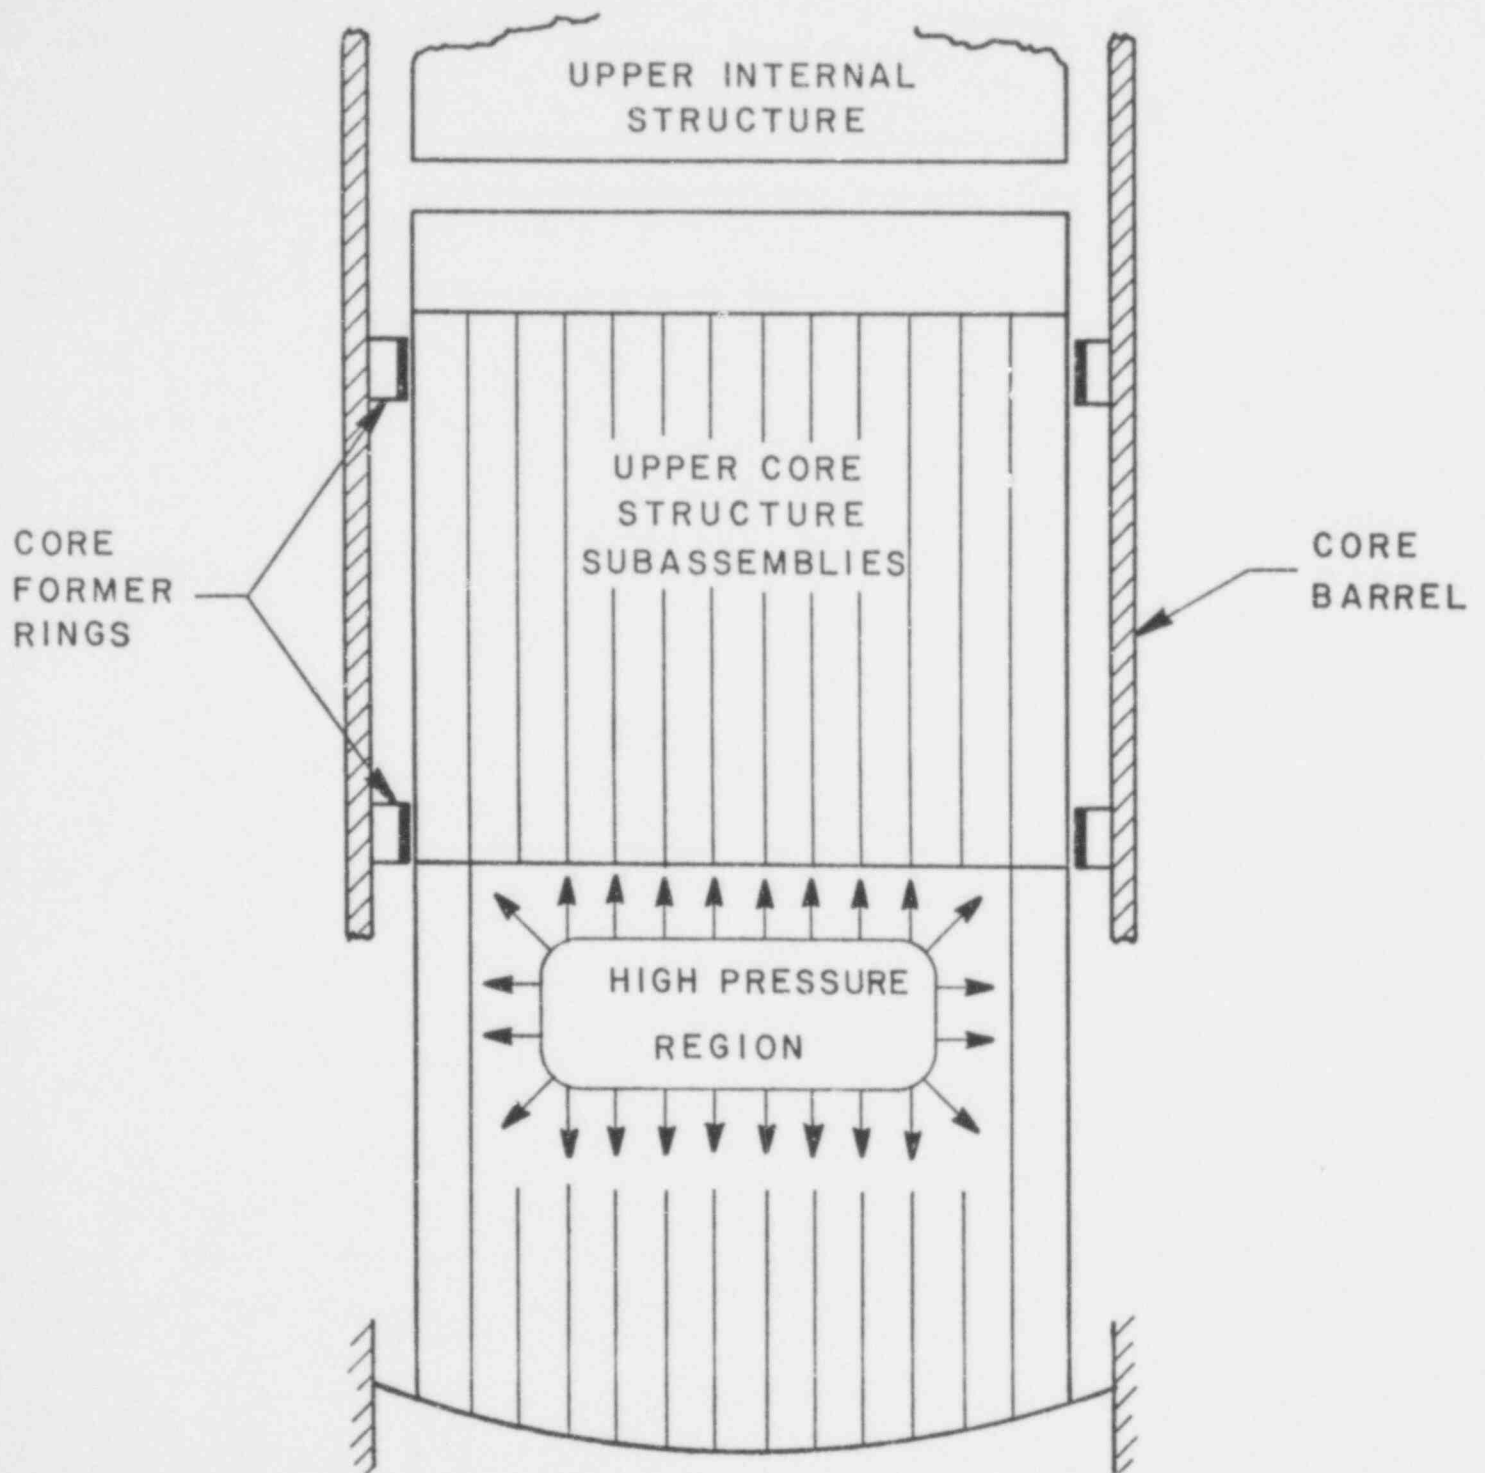 UPPER INTERNAL
STRUCTURE
UPPER CORE
STRUCTURE
SUBASSEMBLIES
CORE
FORMER
RINGS
CORE
BARREL
HIGH PRESSURE
REGION